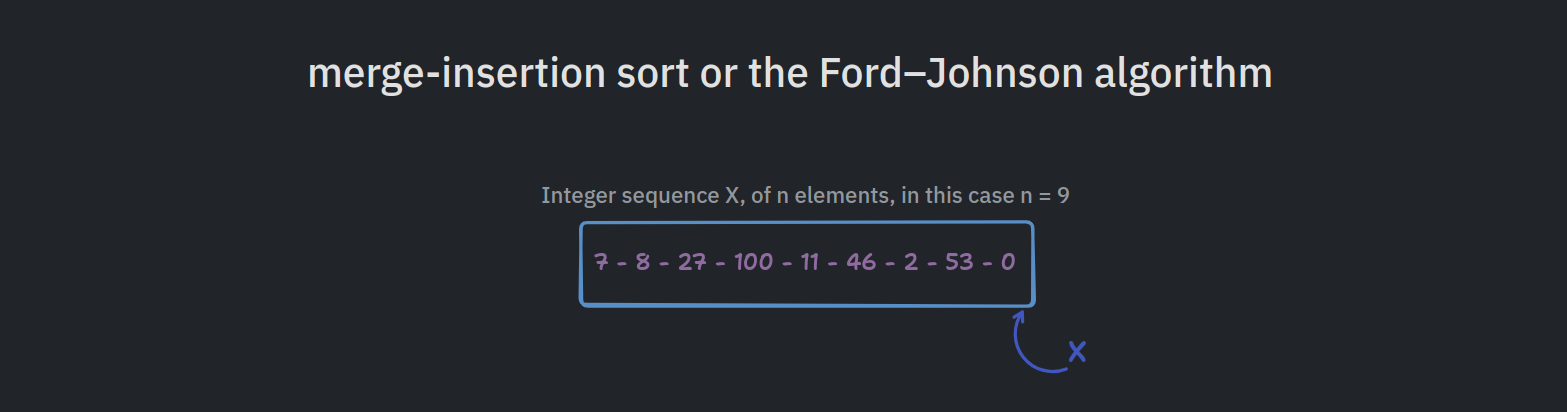 merge-insertion sort or the Ford–Johnson algorithm
Integer sequence X, of n elements, in this case n = 9
7 - 8 - 27 - 100 - 11 - 46 - 2 - 53 - 0
X